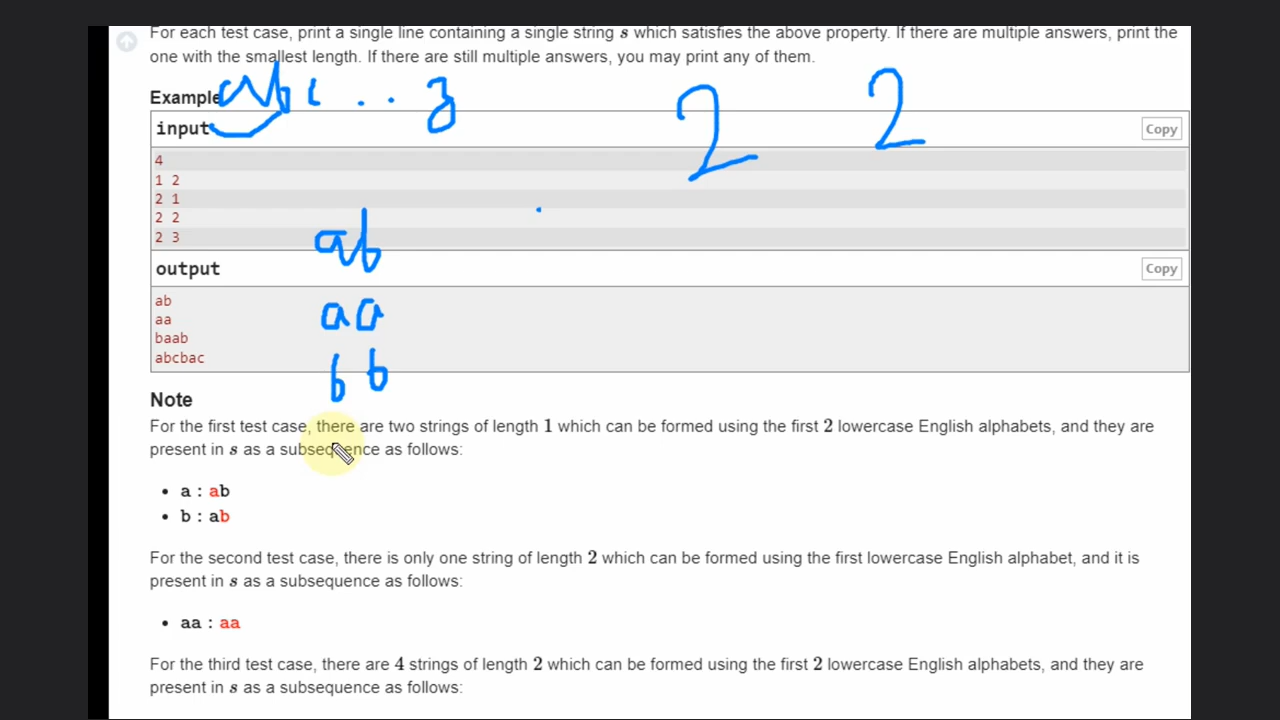 For each test case, print a single line containing a single string s which satisfies the above property. If there are multiple answers, print the
one with the smallest length. If there are still multiple answers, you may print any of them.
Example
abc . . z
2 2
input
Copy
4
1 2
2 1
2 2
2 3
ab
output
Copy
ab
aa
baab
abcbac
aa
bb
Note
For the first test case, there are two strings of length 1 which can be formed using the first 2 lowercase English alphabets, and they are
present in s as a subsequence as follows:
• a : ab
• b : ab
For the second test case, there is only one string of length 2 which can be formed using the first lowercase English alphabet, and it is
present in s as a subsequence as follows:
• aa : aa
For the third test case, there are 4 strings of length 2 which can be formed using the first 2 lowercase English alphabets, and they are
present in s as a subsequence as follows: